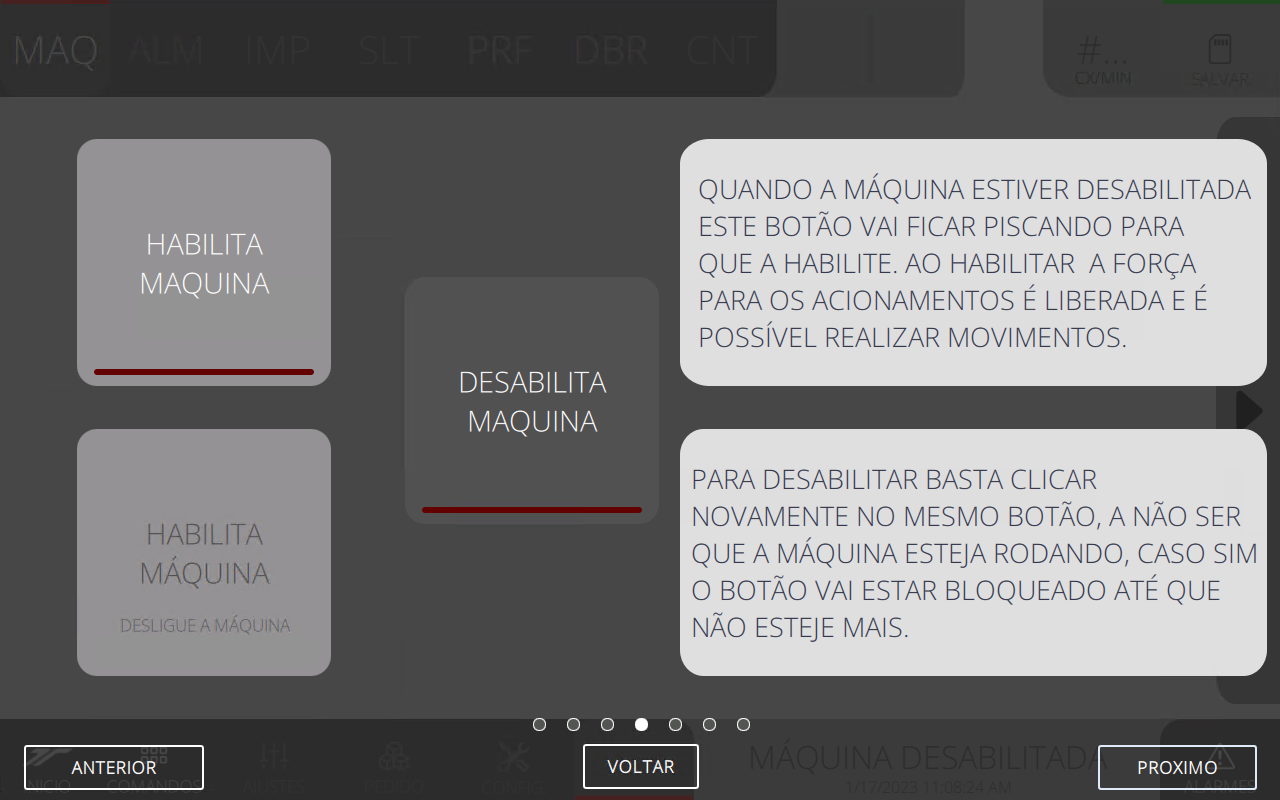 MAQ ALM IMP SLT PRF DBR CNT
#...
CX/MIN
SALVAR
HABILITA
MAQUINA
QUANDO A MÁQUINA ESTIVER DESABILITADA
ESTE BOTÃO VAI FICAR PISCANDO PARA
QUE A HABILITE. AO HABILITAR  A FORÇA
PARA OS ACIONAMENTOS É LIBERADA E É
POSSÍVEL REALIZAR MOVIMENTOS.
DESABILITA
MAQUINA
HABILITA
MÁQUINA
DESLIGUE A MÁQUINA
PARA DESABILITAR BASTA CLICAR
NOVAMENTE NO MESMO BOTÃO, A NÃO SER
QUE A MÁQUINA ESTEJA RODANDO, CASO SIM
O BOTÃO VAI ESTAR BLOQUEADO ATÉ QUE
NÃO ESTEJE MAIS.
ANTERIOR
VOLTAR
PROXIMO
MÁQUINA DESABILITADA
1/17/2023 11:08:24 AM
INICIO
COMANDOS
AJUSTES
PEDIDO
CONFIG
ALARMES